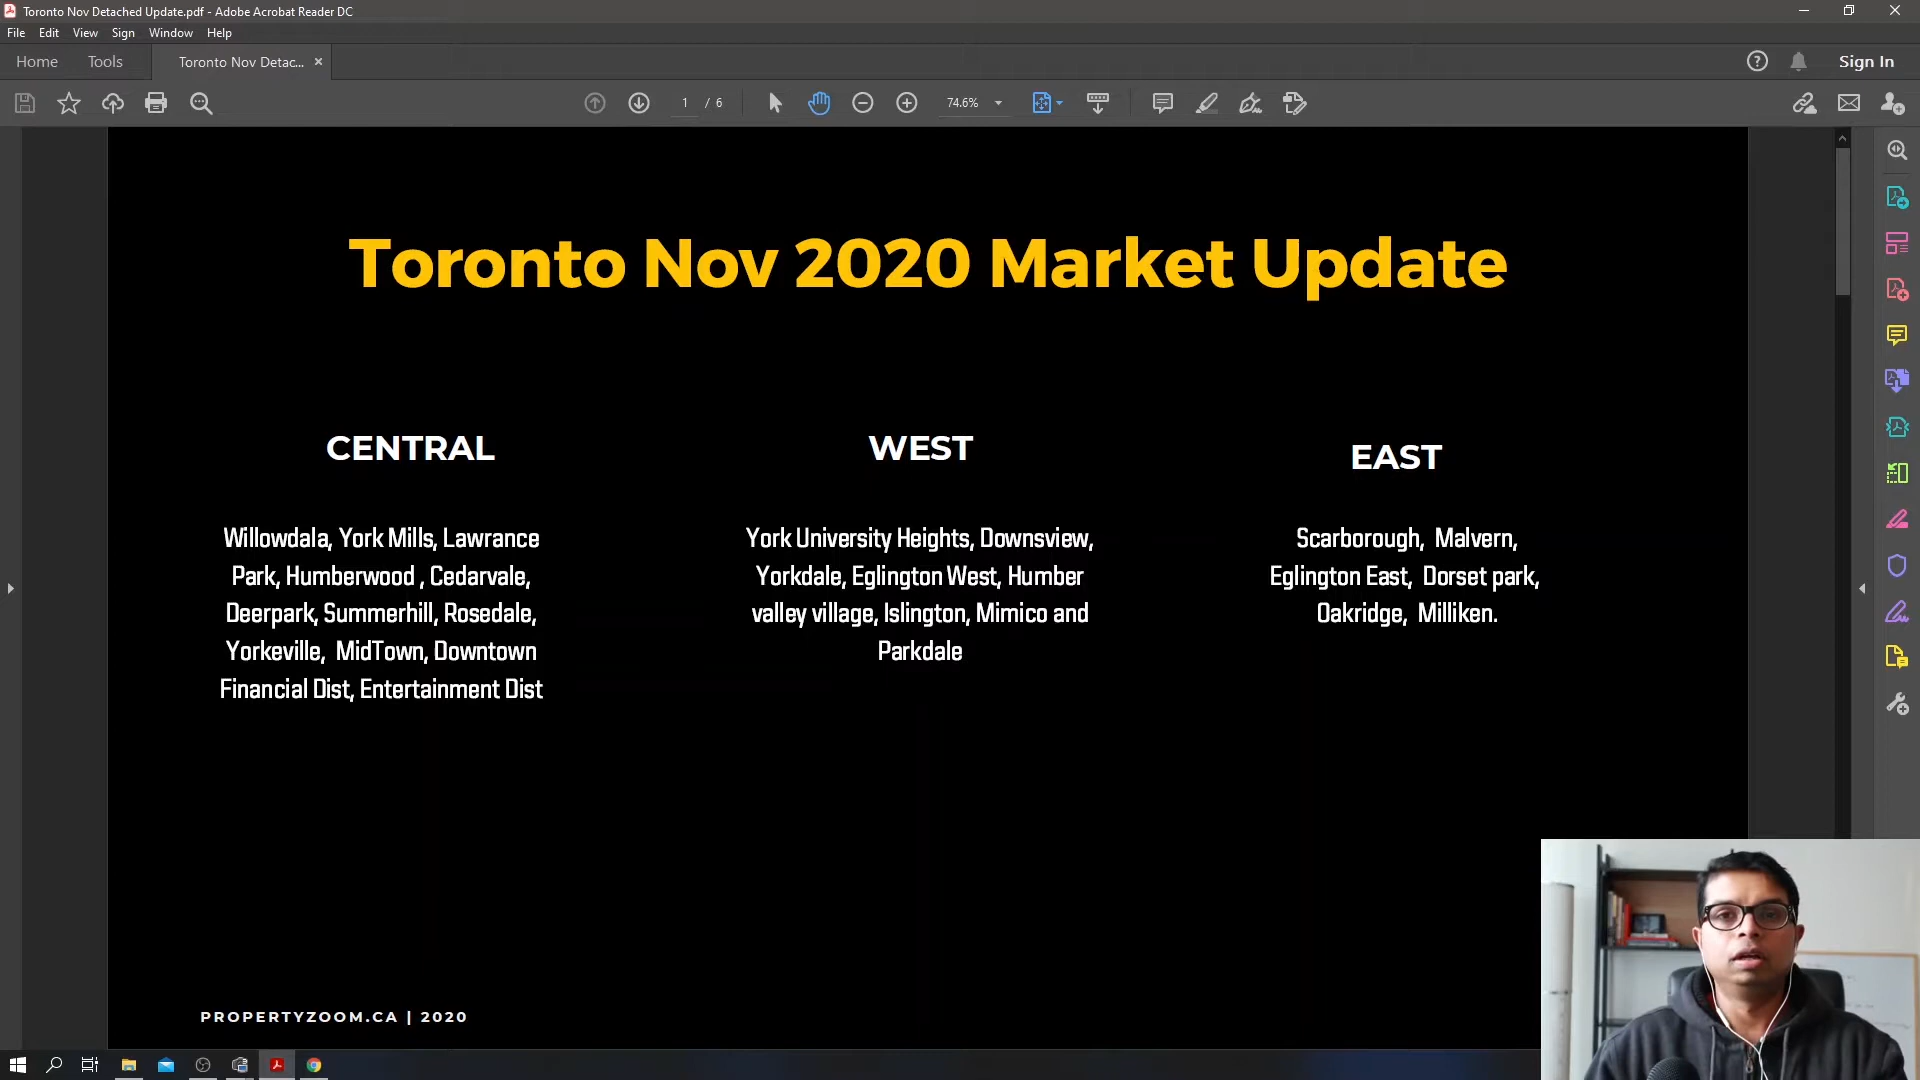 Toronto Nov Detached Update.pdf - Adobe Acrobat Reader DC
File Edit View Sign Window Help
Home Tools Toronto Nov Detac... Sign In
1 / 6 74.6%
Toronto Nov 2020 Market Update
CENTRAL
Willowdala, York Mills, Lawrance
Park, Humberwood , Cedarvale,
Deerpark, Summerhill, Rosedale,
Yorkeville, MidTown, Downtown
Financial Dist, Entertainment Dist
WEST
York University Heights, Downsview,
Yorkdale, Eglington West, Humber
valley village, Islington, Mimico and
Parkdale
EAST
Scarborough, Malvern,
Eglington East, Dorset park,
Oakridge, Milliken.
PROPERTYZOOM.CA | 2020